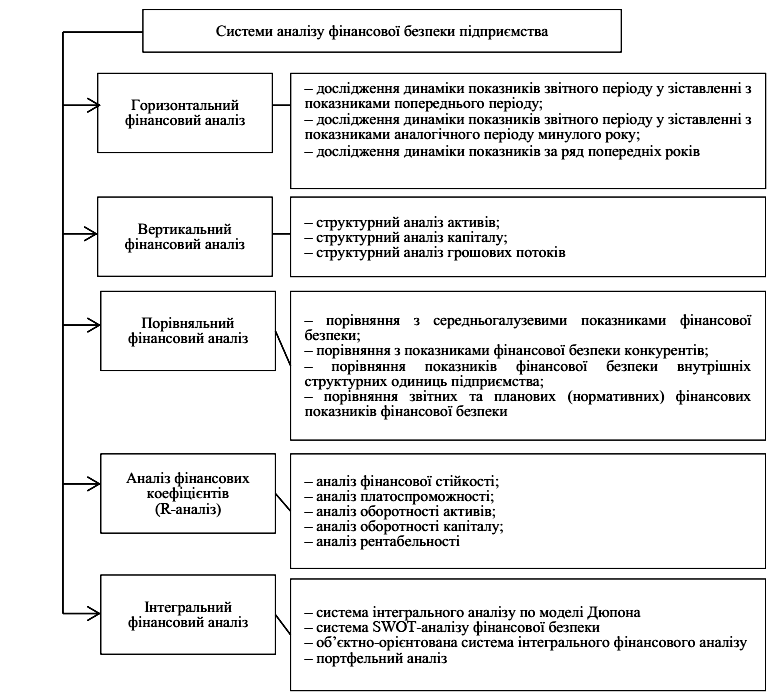 Системи аналізу фінансової безпеки підприємства
Горизонтальний
фінансовий аналіз
– дослідження динаміки показників звітного періоду у зіставленні з
показниками попереднього періоду;
– дослідження динаміки показників звітного періоду у зіставленні з
показниками аналогічного періоду минулого року;
– дослідження динаміки показників за ряд попередніх років
Вертикальний
фінансовий аналіз
– структурний аналіз активів;
– структурний аналіз капіталу;
– структурний аналіз грошових потоків
Порівняльний
фінансовий аналіз
– порівняння з середньогалузевими показниками фінансової
безпеки;
– порівняння з показниками фінансової безпеки конкурентів;
– порівняння показників фінансової безпеки внутрішніх
структурних одиниць підприємства;
– порівняння звітних та планових (нормативних) фінансових
показників фінансової безпеки
Аналіз фінансових
коефіцієнтів
(R-аналіз)
– аналіз фінансової стійкості;
– аналіз платоспроможності;
– аналіз оборотності активів;
– аналіз оборотності капіталу;
– аналіз рентабельності
Інтегральний
фінансовий аналіз
– система інтегрального аналізу по моделі Дюпона
– система SWOT-аналізу фінансової безпеки
– об’єктно-орієнтована система інтегрального фінансового аналізу
– портфельний аналіз